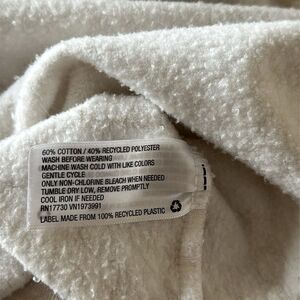 60% COTTON / 40% RECYCLED POLYESTER
WASH BEFORE WEARING
MACHINE WASH COLD WITH LIKE COLORS
GENTLE CYCLE
ONLY NON-CHLORINE BLEACH WHEN NEEDED
TUMBLE DRY LOW, REMOVE PROMPTLY
COOL IRON IF NEEDED
RN17730 VN1973991
LABEL MADE FROM 100% RECYCLED PLASTIC